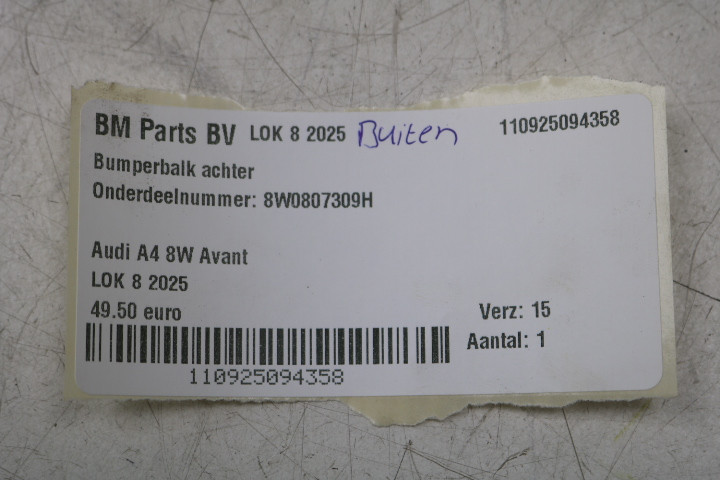 BM Parts BV LOK 8 2025 Buiten 110925094358
Bumperbalk achter
Onderdeelnummer: 8W0807309H
Audi A4 8W Avant
LOK 8 2025
49.50 euro Verz: 15
Aantal: 1
110925094358